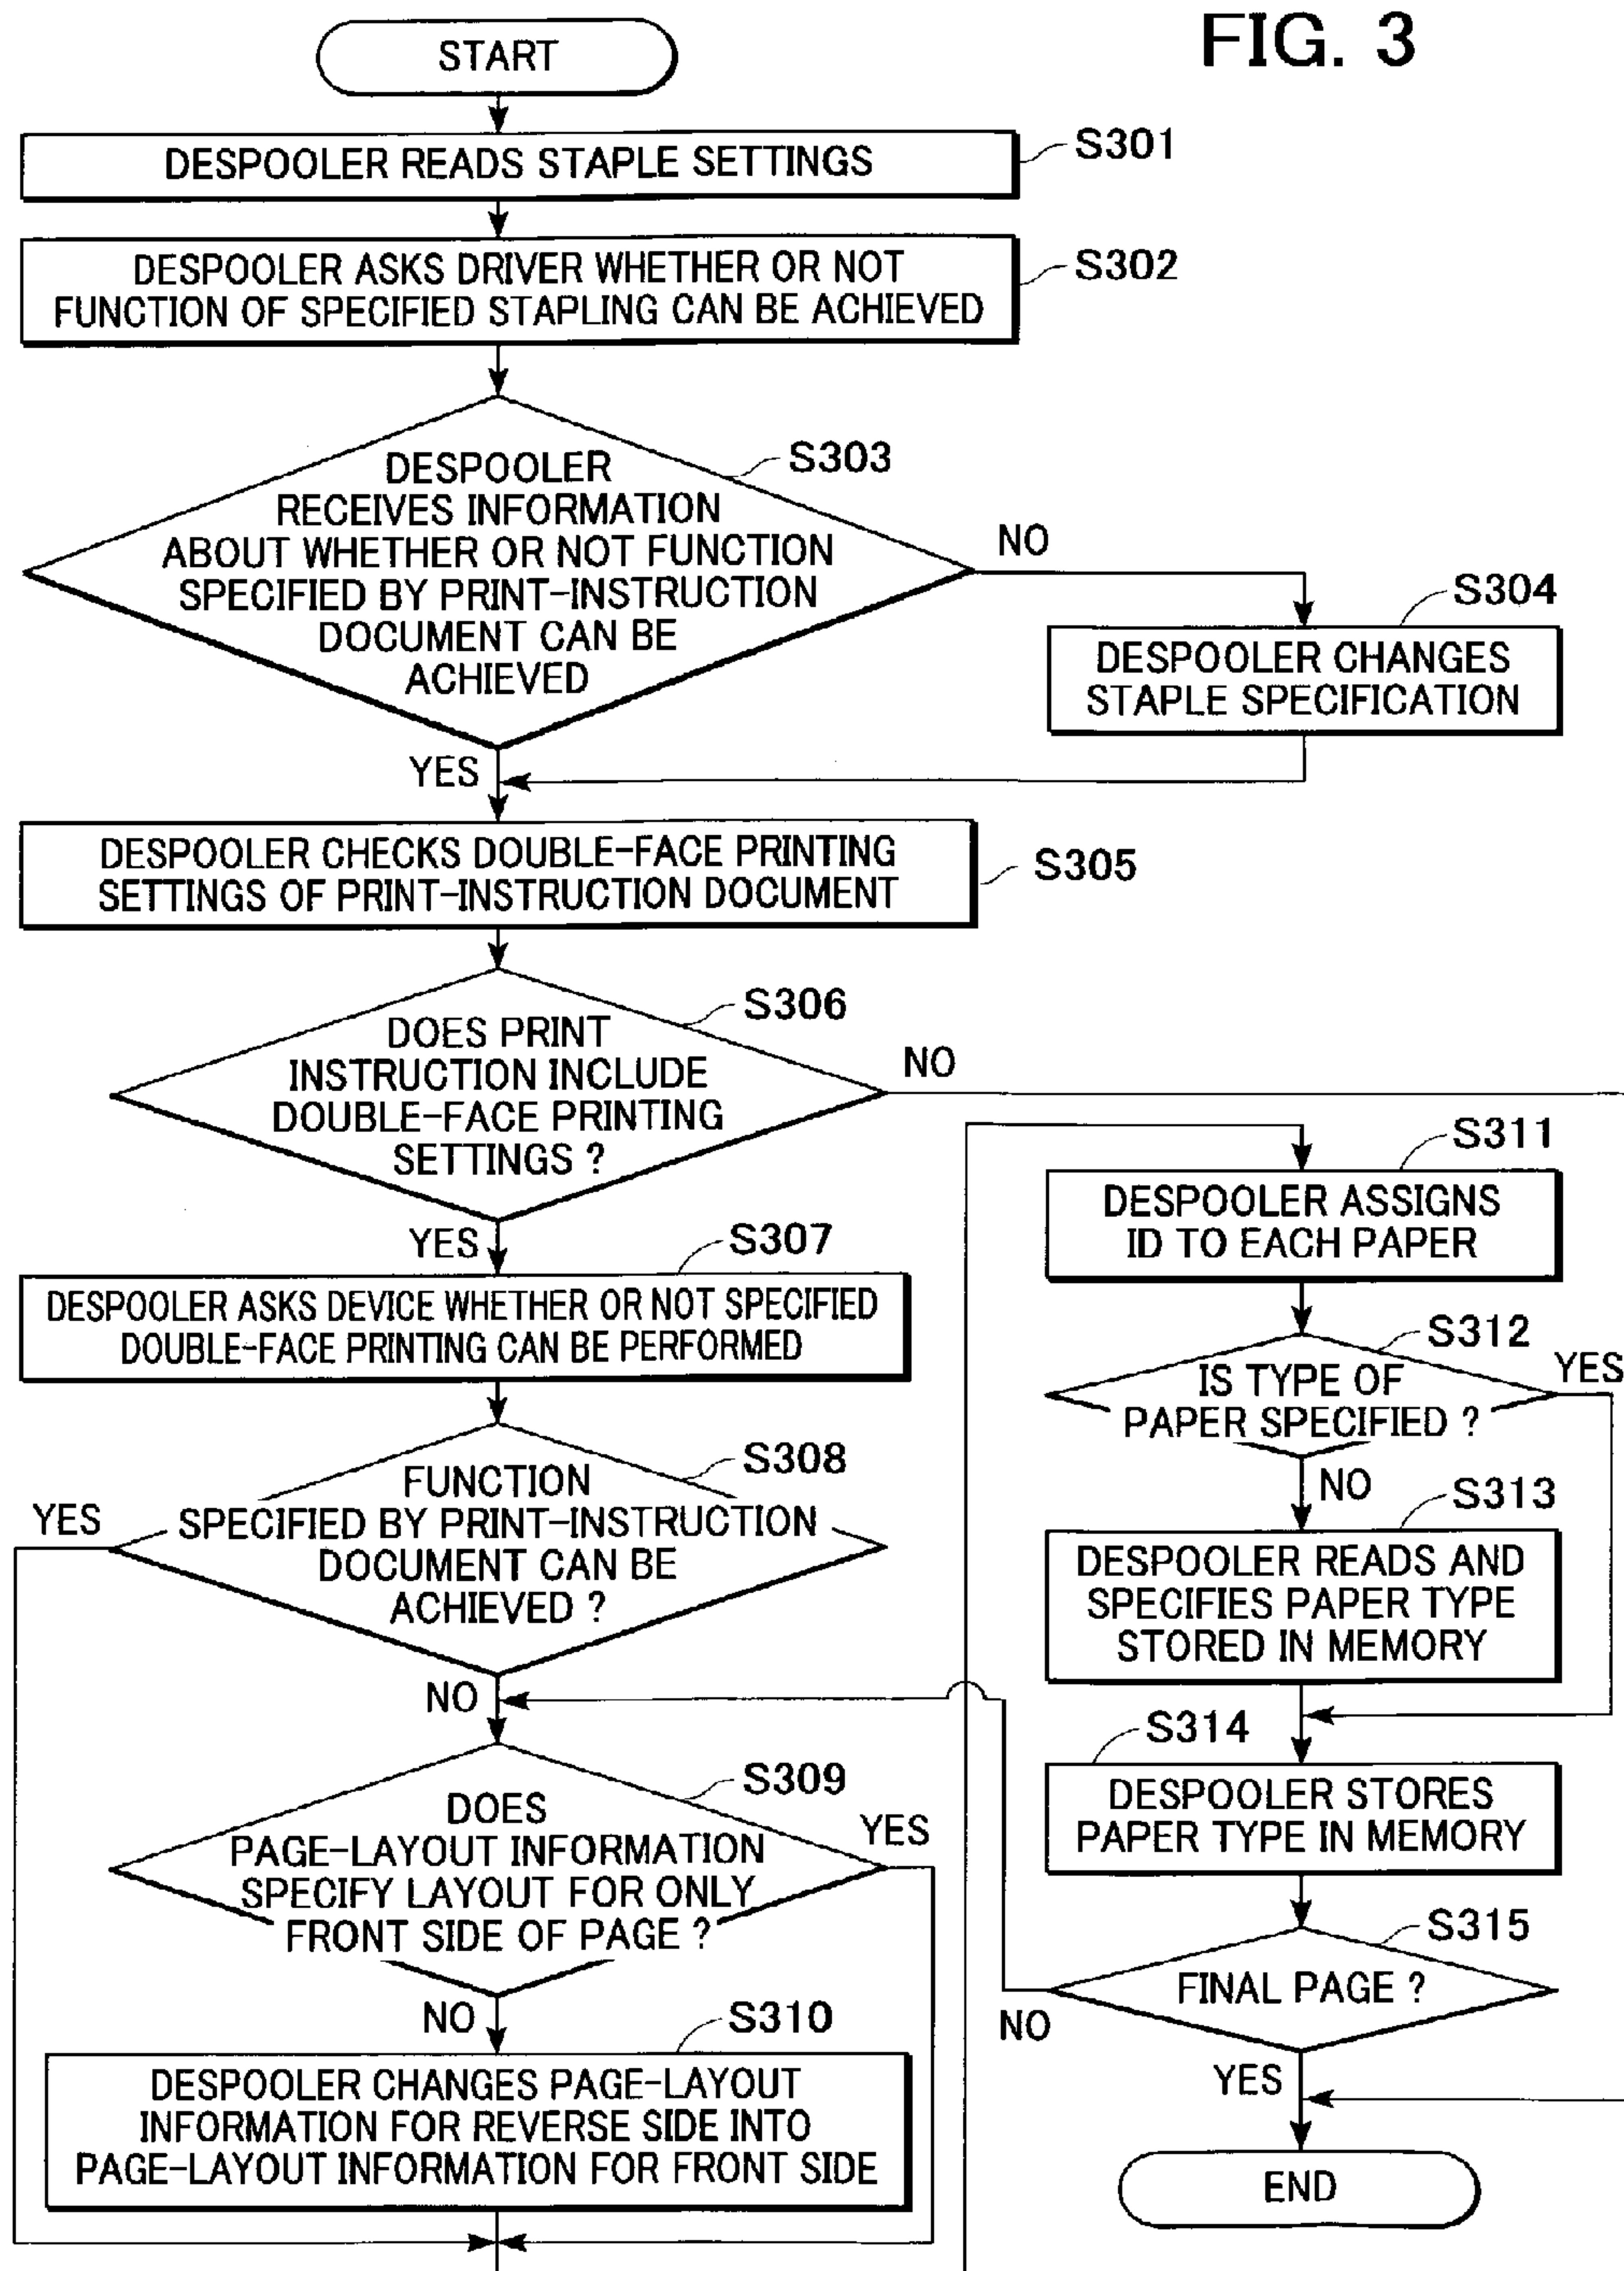 FIG. 3
START
DESPOOLER READS STAPLE SETTINGS
S301
DESPOOLER ASKS DRIVER WHETHER OR NOT
FUNCTION OF SPECIFIED STAPLING CAN BE ACHIEVED
S302
DESPOOLER
RECEIVES INFORMATION
ABOUT WHETHER OR NOT FUNCTION
SPECIFIED BY PRINT-INSTRUCTION
DOCUMENT CAN BE
ACHIEVED
S303
NO
YES
S304
DESPOOLER CHANGES
STAPLE SPECIFICATION
DESPOOLER CHECKS DOUBLE-FACE PRINTING
SETTINGS OF PRINT-INSTRUCTION DOCUMENT
S305
DOES PRINT
INSTRUCTION INCLUDE
DOUBLE-FACE PRINTING
SETTINGS ?
S306
NO
YES
S307
DESPOOLER ASKS DEVICE WHETHER OR NOT SPECIFIED
DOUBLE-FACE PRINTING CAN BE PERFORMED
S308
FUNCTION
SPECIFIED BY PRINT-INSTRUCTION
DOCUMENT CAN BE
ACHIEVED ?
YES
NO
S309
DOES
PAGE-LAYOUT INFORMATION
SPECIFY LAYOUT FOR ONLY
FRONT SIDE OF PAGE ?
YES
NO
S310
DESPOOLER CHANGES PAGE-LAYOUT
INFORMATION FOR REVERSE SIDE INTO
PAGE-LAYOUT INFORMATION FOR FRONT SIDE
S311
DESPOOLER ASSIGNS
ID TO EACH PAPER
S312
IS TYPE OF
PAPER SPECIFIED ?
YES
NO
S313
DESPOOLER READS AND
SPECIFIES PAPER TYPE
STORED IN MEMORY
S314
DESPOOLER STORES
PAPER TYPE IN MEMORY
S315
FINAL PAGE ?
NO
YES
END